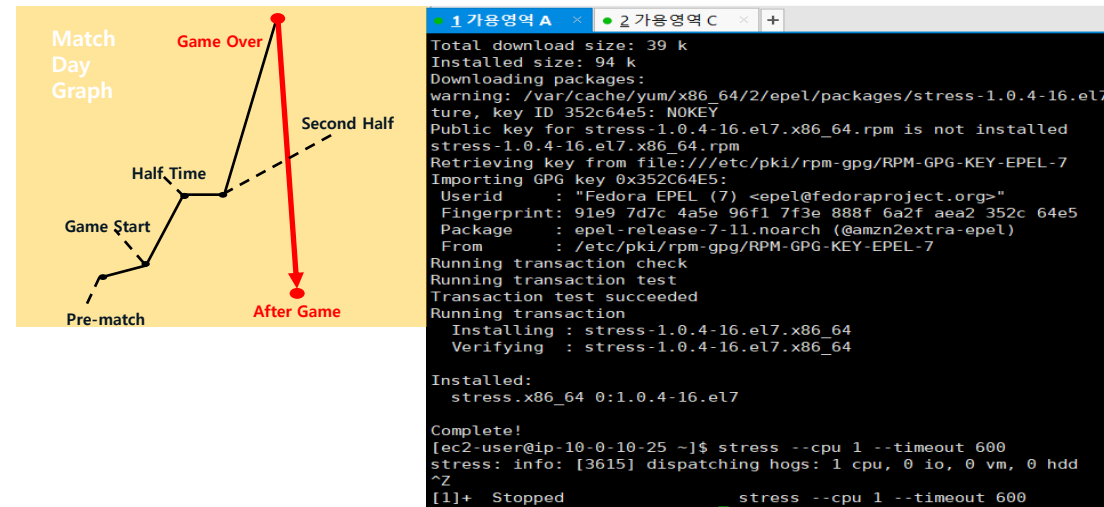 Match
Day
Graph
Game Over
Second Half
Half Time
Game Start
Pre-match
After Game
1 가용영역 A ×
2 가용영역 C × +
Total download size: 39 k
Installed size: 94 k
Downloading packages:
warning: /var/cache/yum/x86_64/2/epel/packages/stress-1.0.4-16.el7
ture, key ID 352c64e5: NOKEY
Public key for stress-1.0.4-16.el7.x86_64.rpm is not installed
stress-1.0.4-16.el7.x86_64.rpm
Retrieving key from file:///etc/pki/rpm-gpg/RPM-GPG-KEY-EPEL-7
Importing GPG key 0x352C64E5:
 Userid     : "Fedora EPEL (7) <epel@fedoraproject.org>"
 Fingerprint: 91e9 7d7c 4a5e 96f1 7f3e 888f 6a2f aea2 352c 64e5
 Package    : epel-release-7-11.noarch (@amzn2extra-epel)
 From       : /etc/pki/rpm-gpg/RPM-GPG-KEY-EPEL-7
Running transaction check
Running transaction test
Transaction test succeeded
Running transaction
  Installing : stress-1.0.4-16.el7.x86_64
  Verifying  : stress-1.0.4-16.el7.x86_64
Installed:
  stress.x86_64 0:1.0.4-16.el7
Complete!
[ec2-user@ip-10-0-10-25 ~]$ stress --cpu 1 --timeout 600
stress: info: [3615] dispatching hogs: 1 cpu, 0 io, 0 vm, 0 hdd
^Z
[1]+  Stopped                 stress --cpu 1 --timeout 600